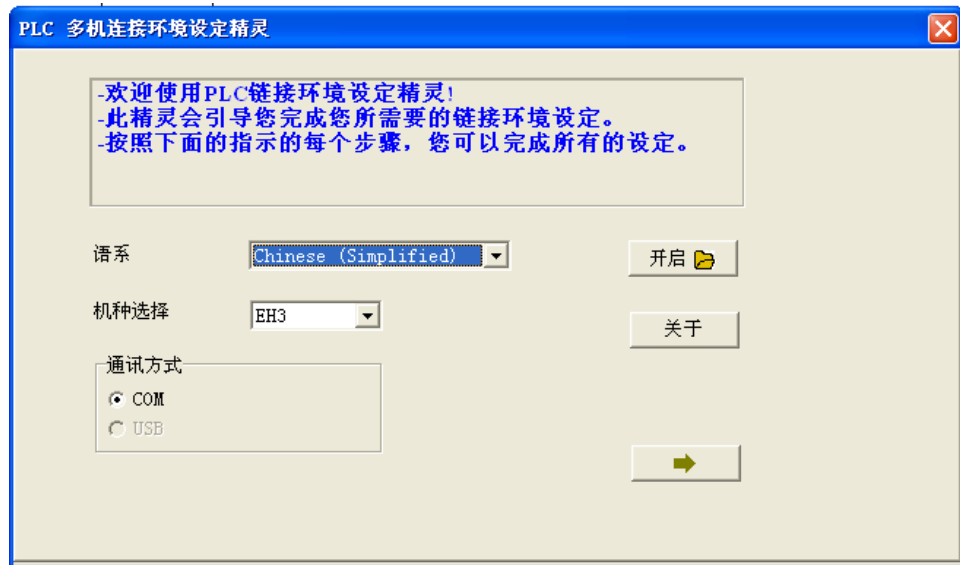 PLC 多机连接环境设定精灵
-欢迎使用PLC链接环境设定精灵!
-此精灵会引导您完成您所需要的链接环境设定。
-按照下面的指示的每个步骤，您可以完成所有的设定。
语系
Chinese (Simplified)
开启
机种选择
EH3
关于
通讯方式
COM
USB